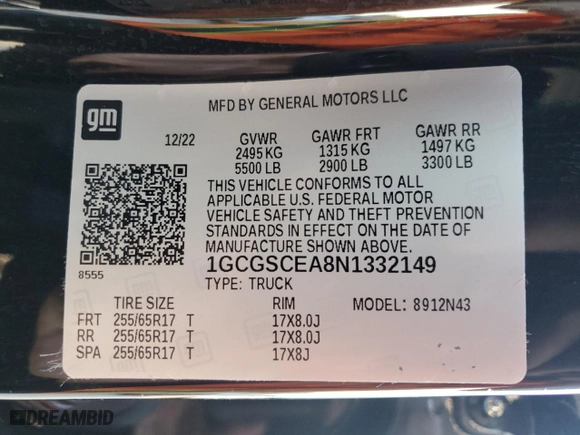 MFD BY GENERAL MOTORS LLC
gm
12/22 GVWR GAWR FRT GAWR RR
2495 KG 1315 KG 1497 KG
5500 LB 2900 LB 3300 LB
THIS VEHICLE CONFORMS TO ALL
APPLICABLE U.S. FEDERAL MOTOR
VEHICLE SAFETY AND THEFT PREVENTION
STANDARDS IN EFFECT ON THE DATE OF
MANUFACTURE SHOWN ABOVE.
8555
1GCGSCEA8N1332149
TYPE: TRUCK
TIRE SIZE RIM MODEL: 8912N43
FRT 255/65R17 T 17X8.0J
RR 255/65R17 T 17X8.0J
SPA 255/65R17 T 17X8J
DREAMBID